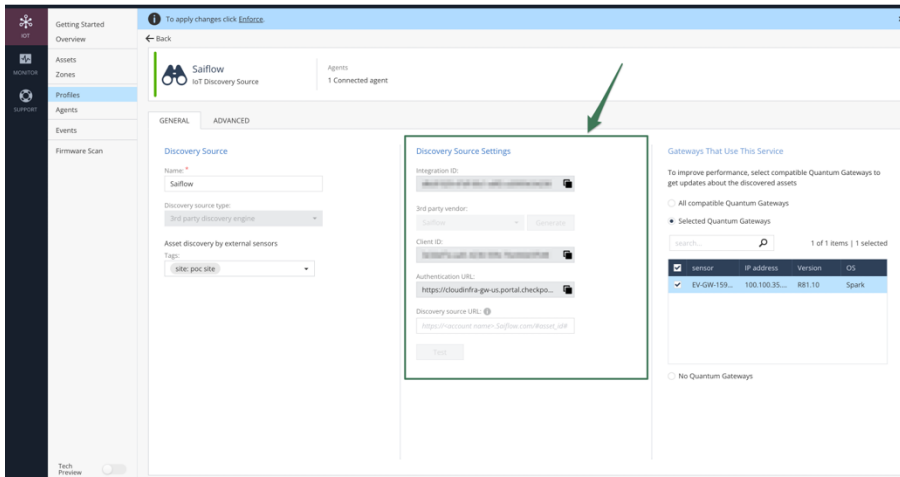 To apply changes click Enforce.
IOT
MONITOR
SUPPORT
Getting Started
Overview
Assets
Zones
Profiles
Agents
Events
Firmware Scan
Tech
Preview
Back
Saiflow
IoT Discovery Source
Agents
1 Connected agent
GENERAL
ADVANCED
Discovery Source
Name: *
Saiflow
Discovery source type:
3rd party discovery engine
Asset discovery by external sensors
Tags:
site: poc site
Discovery Source Settings
Integration ID:
3rd party vendor:
Saiflow
Generate
Client ID:
Authentication URL:
https://cloudinfra-gw-us.portal.checkpo...
Discovery source URL:
https://<account name>.Saiflow.com/#asset_id#
Test
Gateways That Use This Service
To improve performance, select compatible Quantum Gateways to
get updates about the discovered assets
All compatible Quantum Gateways
Selected Quantum Gateways
search...
1 of 1 items | 1 selected
sensor IP address Version OS
EV-GW-159... 100.100.35.... R81.10 Spark
No Quantum Gateways